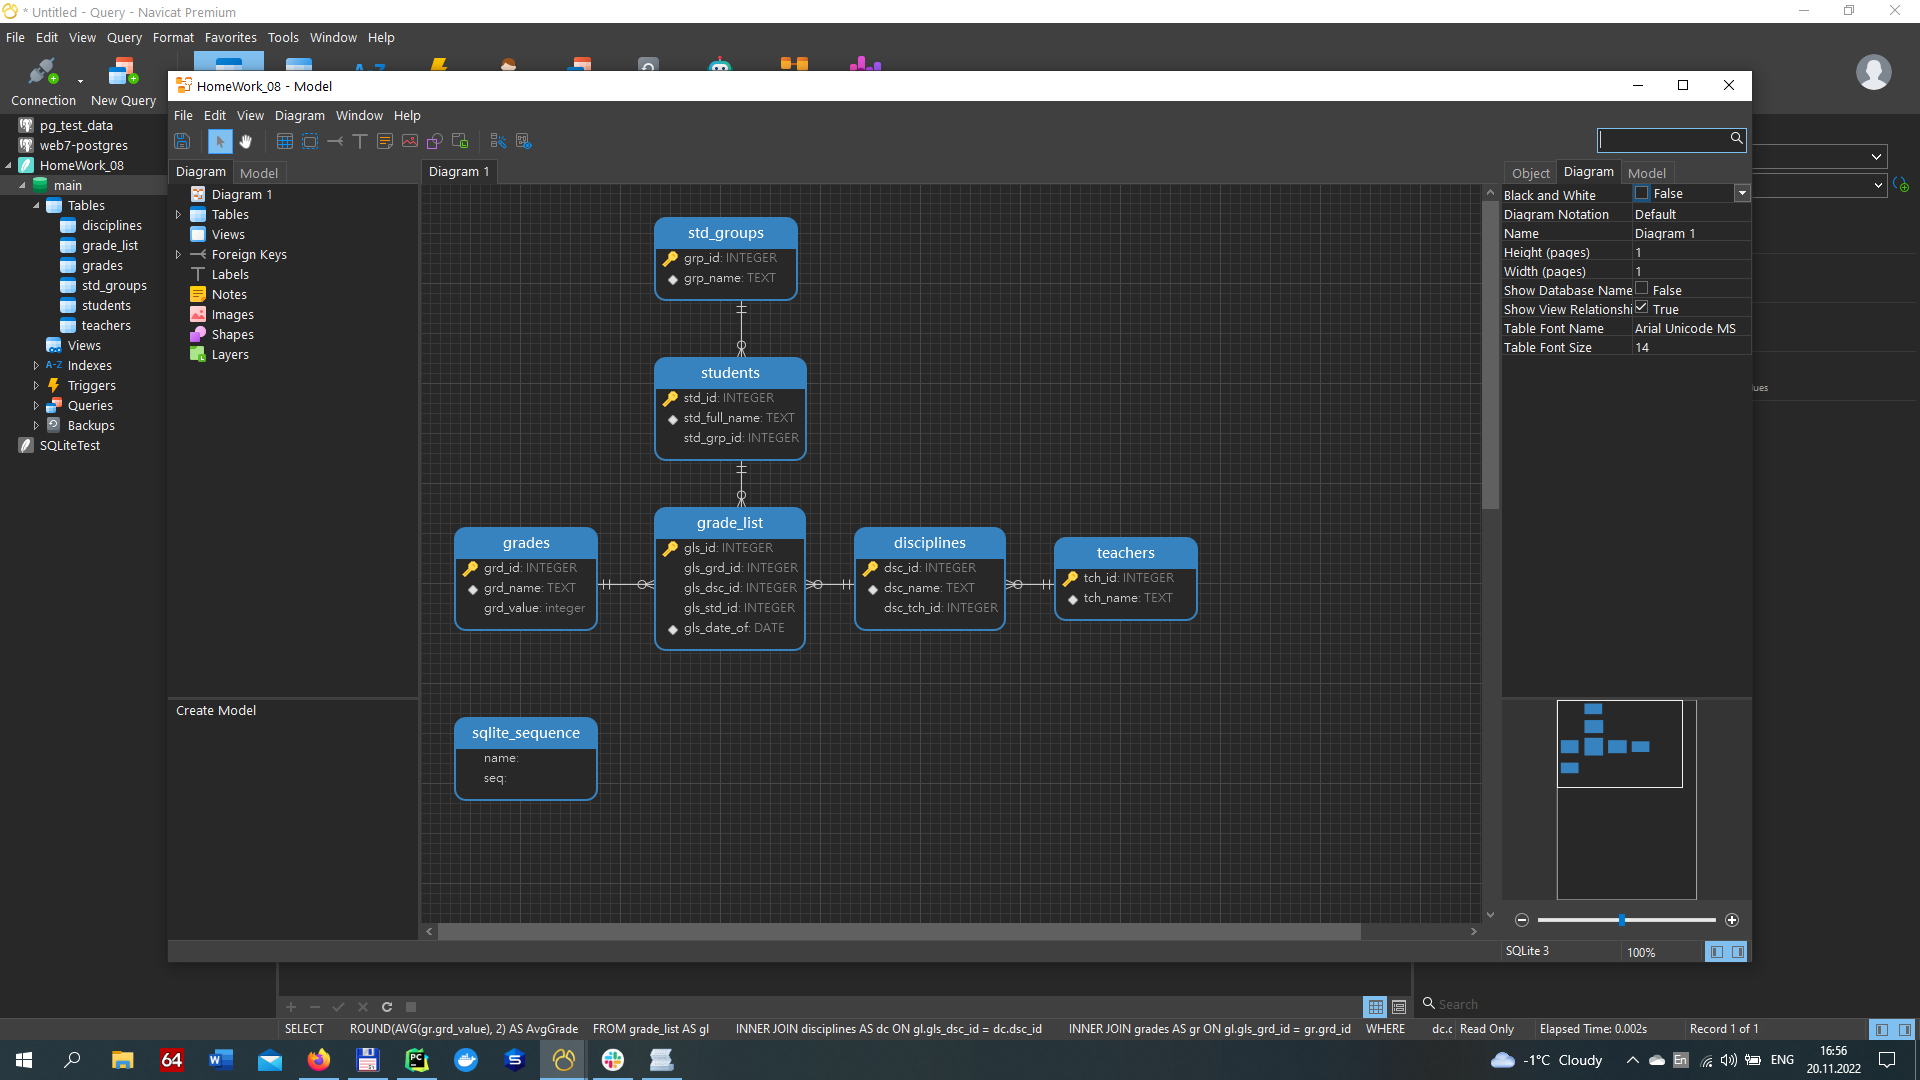 * Untitled - Query - Navicat Premium
File Edit View Query Format Favorites Tools Window Help
Connection New Query
pg_test_data
web7-postgres
HomeWork_08
main
Tables
disciplines
grade_list
grades
std_groups
students
teachers
Views
A-Z Indexes
Triggers
Queries
Backups
SQLiteTest
HomeWork_08 - Model
File Edit View Diagram Window Help
Diagram Model
Diagram 1
Tables
Views
Foreign Keys
Labels
Notes
Images
Shapes
Layers
Create Model
Diagram 1
std_groups
grp_id: INTEGER
grp_name: TEXT
students
std_id: INTEGER
std_full_name: TEXT
std_grp_id: INTEGER
grades
grd_id: INTEGER
grd_name: TEXT
grd_value: integer
grade_list
gls_id: INTEGER
gls_grd_id: INTEGER
gls_dsc_id: INTEGER
gls_std_id: INTEGER
gls_date_of: DATE
disciplines
dsc_id: INTEGER
dsc_name: TEXT
dsc_tch_id: INTEGER
teachers
tch_id: INTEGER
tch_name: TEXT
sqlite_sequence
name:
seq:
Object Diagram Model
Black and White False
Diagram Notation Default
Name Diagram 1
Height (pages) 1
Width (pages) 1
Show Database Name False
Show View Relationshi True
Table Font Name Arial Unicode MS
Table Font Size 14
ues
SQLite 3 100%
Search
SELECT ROUND(AVG(gr.grd_value), 2) AS AvgGrade FROM grade_list AS gl INNER JOIN disciplines AS dc ON gl.gls_dsc_id = dc.dsc_id INNER JOIN grades AS gr ON gl.gls_grd_id = gr.grd_id WHERE dc.c Read Only Elapsed Time: 0.002s Record 1 of 1
64
-1°C Cloudy
En
ENG
16:56
20.11.2022